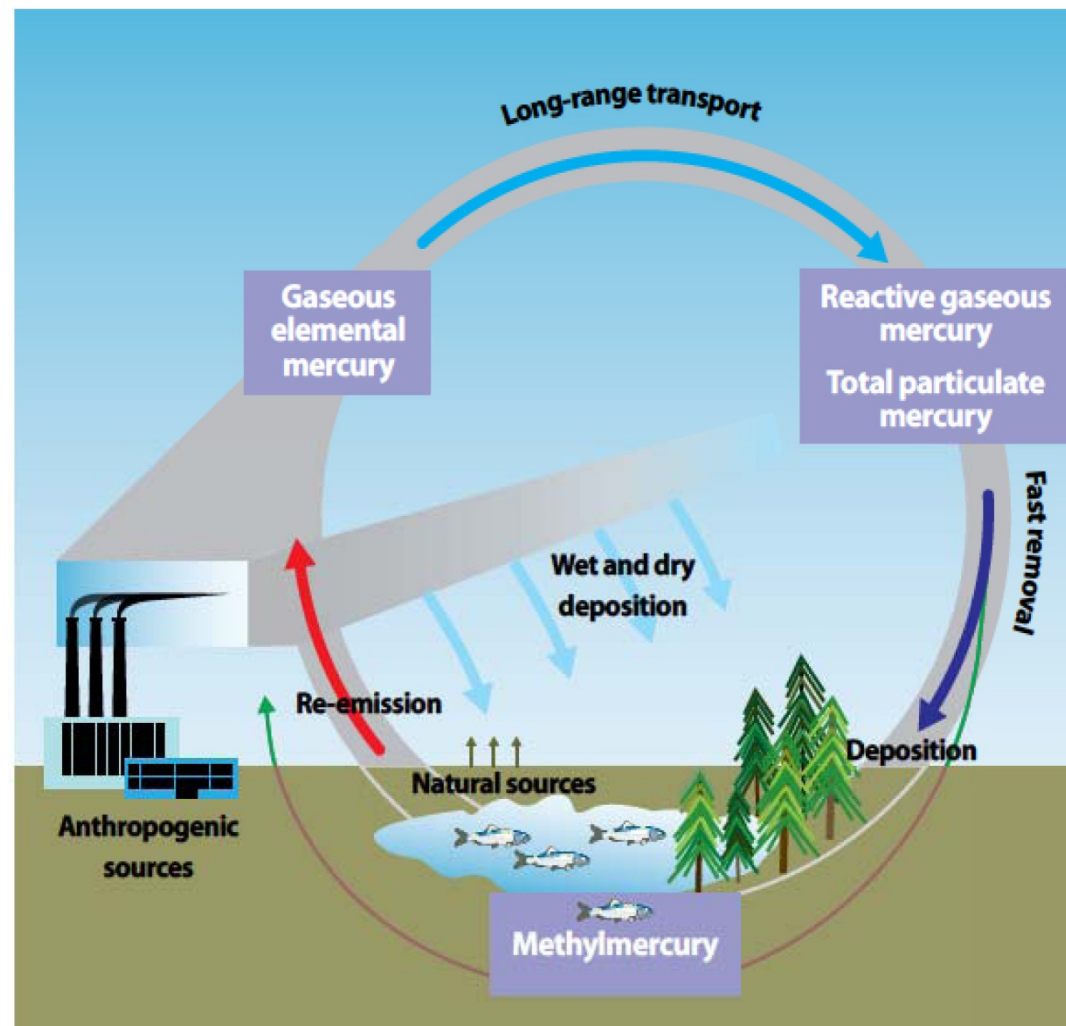 Long-range transport
Gaseous
elemental
mercury
Reactive gaseous
mercury
Total particulate
mercury
Fast removal
Wet and dry
deposition
Re-emission
Deposition
Natural sources
Anthropogenic
sources
Methylmercury